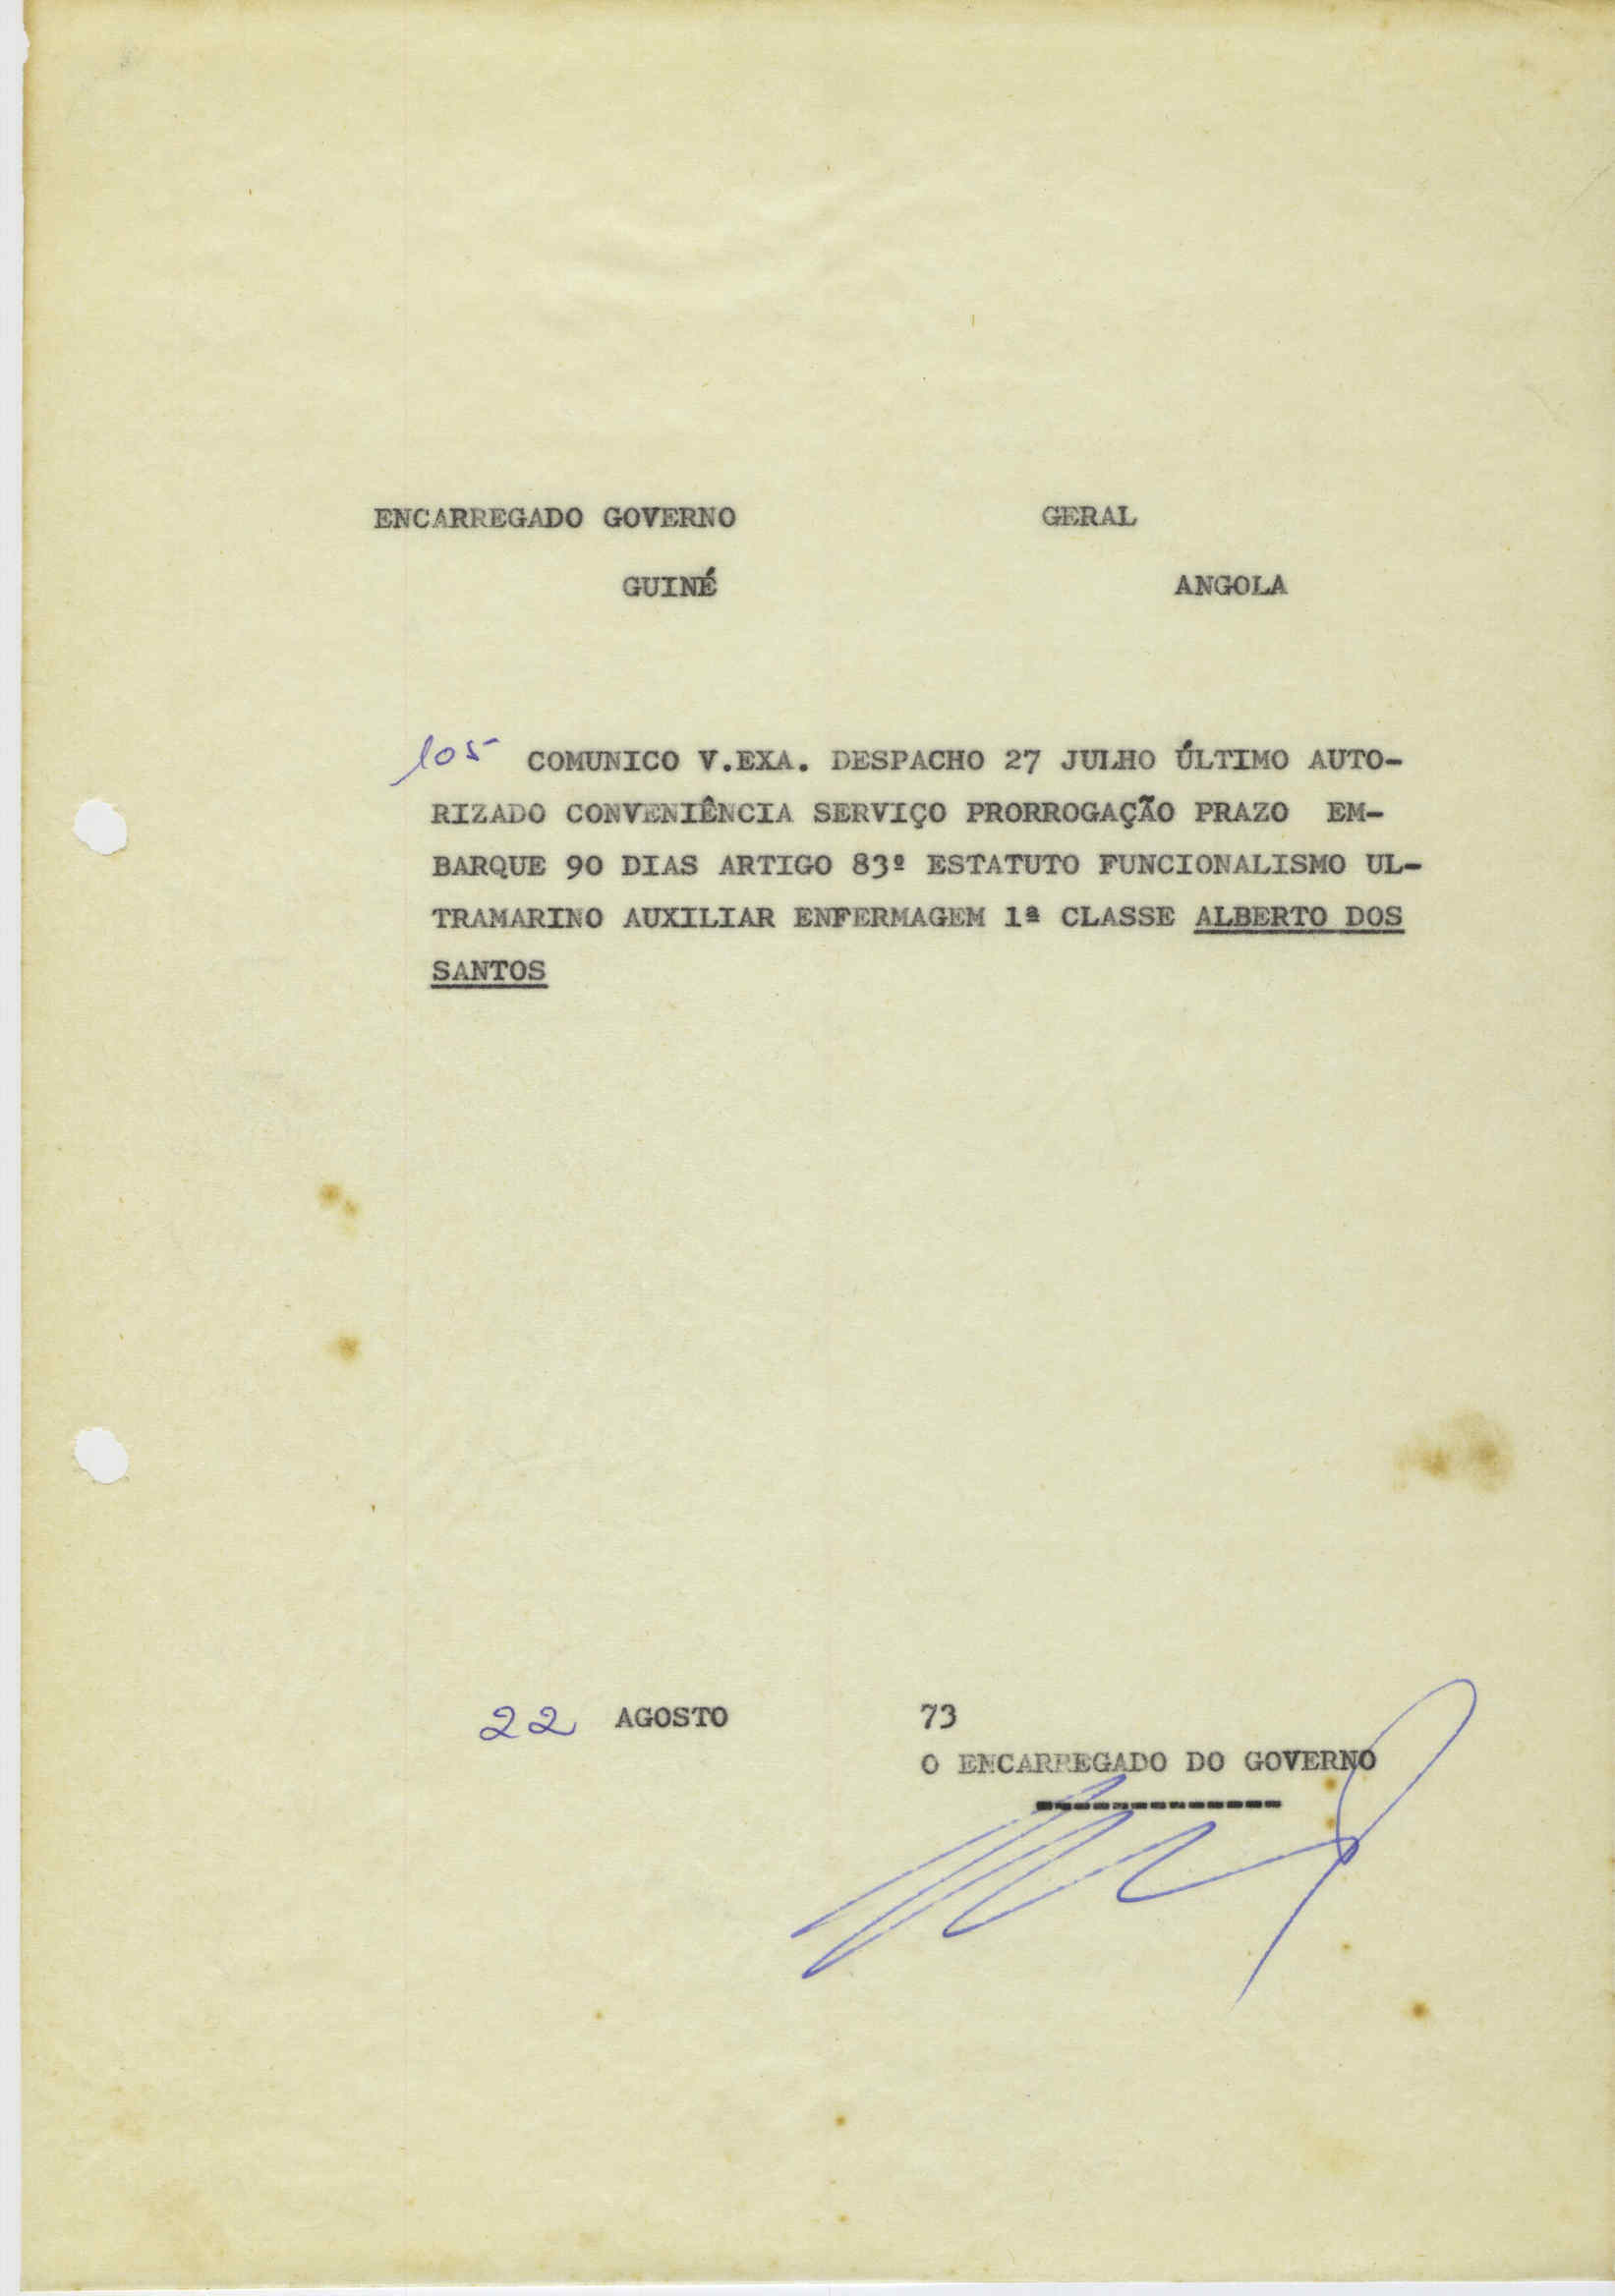 ENCARREGADO GOVERNO GERAL
GUINÉ ANGOLA
105 COMUNICO V.EXA. DESPACHO 27 JULHO ÚLTIMO AUTO-
RIZADO CONVENIÊNCIA SERVIÇO PRORROGAÇÃO PRAZO EM-
BARQUE 90 DIAS ARTIGO 83º ESTATUTO FUNCIONALISMO UL-
TRAMARINO AUXILIAR ENFERMAGEM 1ª CLASSE ALBERTO DOS
SANTOS
22 AGOSTO 73
O ENCARREGADO DO GOVERNO